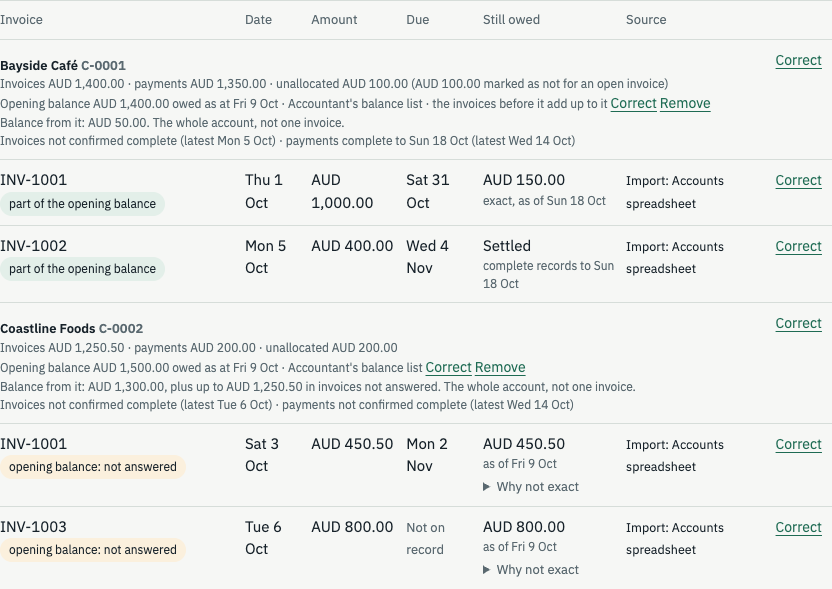 Invoice Date Amount Due Still owed Source
Bayside Café C-0001 Correct
Invoices AUD 1,400.00 · payments AUD 1,350.00 · unallocated AUD 100.00 (AUD 100.00 marked as not for an open invoice)
Opening balance AUD 1,400.00 owed as at Fri 9 Oct · Accountant's balance list · the invoices before it add up to it Correct Remove
Balance from it: AUD 50.00. The whole account, not one invoice.
Invoices not confirmed complete (latest Mon 5 Oct) · payments complete to Sun 18 Oct (latest Wed 14 Oct)
INV-1001 Thu 1 AUD Sat 31 AUD 150.00 Import: Accounts Correct
part of the opening balance Oct 1,000.00 Oct exact, as of Sun 18 Oct spreadsheet
INV-1002 Mon 5 AUD 400.00 Wed 4 Settled Import: Accounts Correct
part of the opening balance Oct Nov complete records to Sun spreadsheet
18 Oct
Coastline Foods C-0002 Correct
Invoices AUD 1,250.50 · payments AUD 200.00 · unallocated AUD 200.00
Opening balance AUD 1,500.00 owed as at Fri 9 Oct · Accountant's balance list Correct Remove
Balance from it: AUD 1,300.00, plus up to AUD 1,250.50 in invoices not answered. The whole account, not one invoice.
Invoices not confirmed complete (latest Tue 6 Oct) · payments not confirmed complete (latest Wed 14 Oct)
INV-1001 Sat 3 AUD 450.50 Mon 2 AUD 450.50 Import: Accounts Correct
opening balance: not answered Oct Nov as of Fri 9 Oct spreadsheet
▶ Why not exact
INV-1003 Tue 6 AUD 800.00 Not on AUD 800.00 Import: Accounts Correct
opening balance: not answered Oct record as of Fri 9 Oct spreadsheet
▶ Why not exact